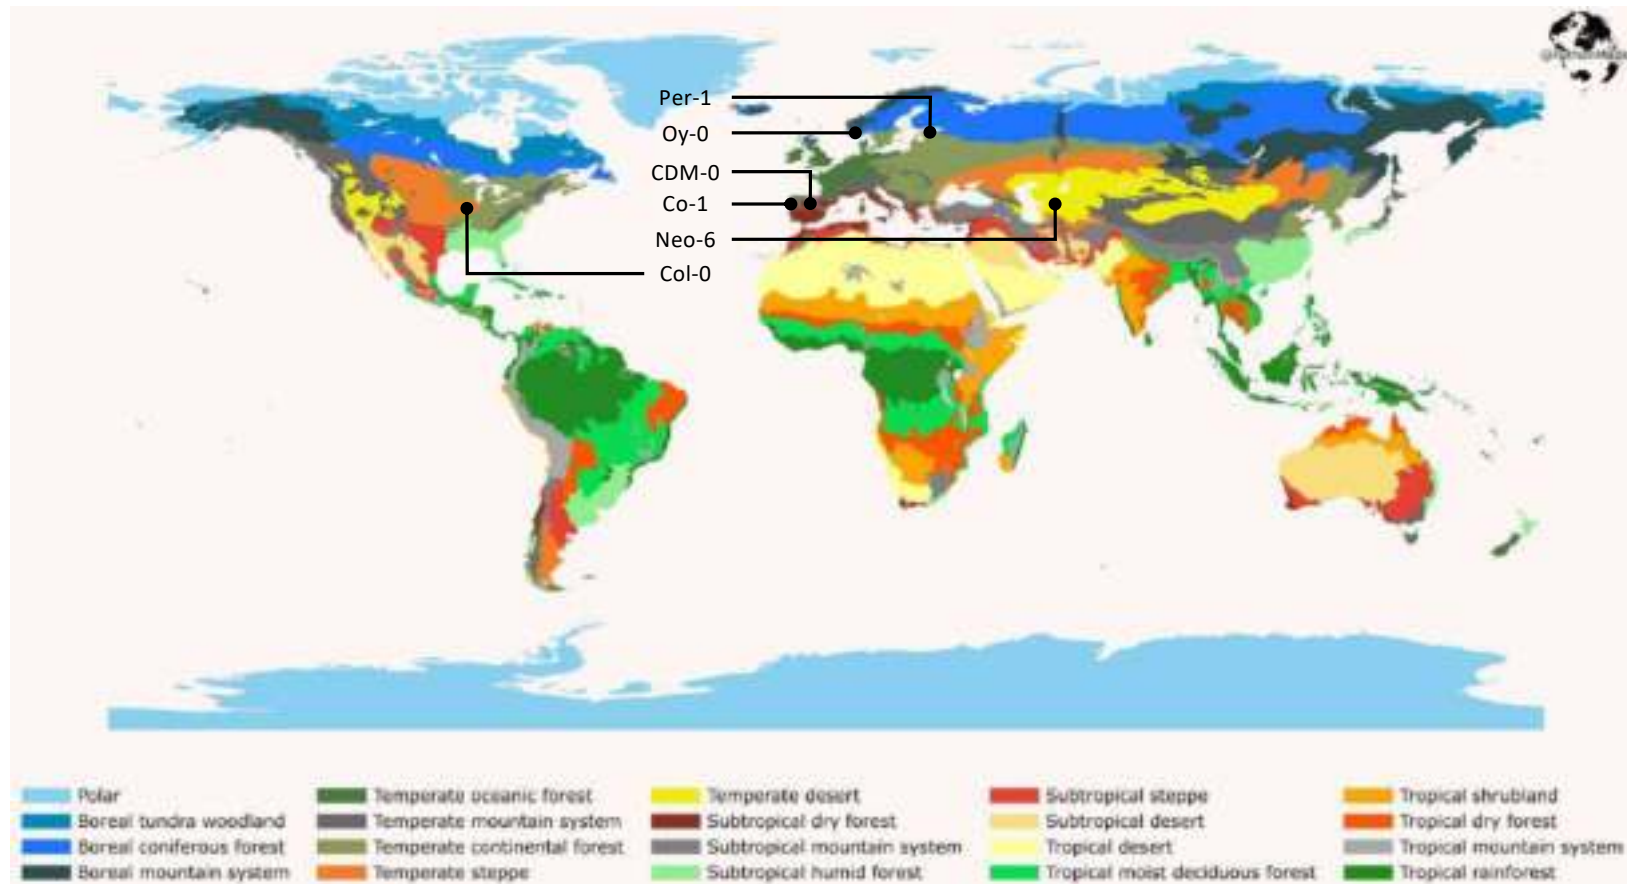 Per-1
Oy-0
CDM-0
Co-1
Neo-6
Col-0
Polar
Boreal tundra woodland
Boreal coniferous forest
Boreal mountain system
Temperate oceanic forest
Temperate mountain system
Temperate continental forest
Temperate steppe
Temperate desert
Subtropical dry forest
Subtropical mountain system
Subtropical humid forest
Subtropical steppe
Subtropical desert
Tropical desert
Tropical moist deciduous forest
Tropical shrubland
Tropical dry forest
Tropical mountain system
Tropical rainforest